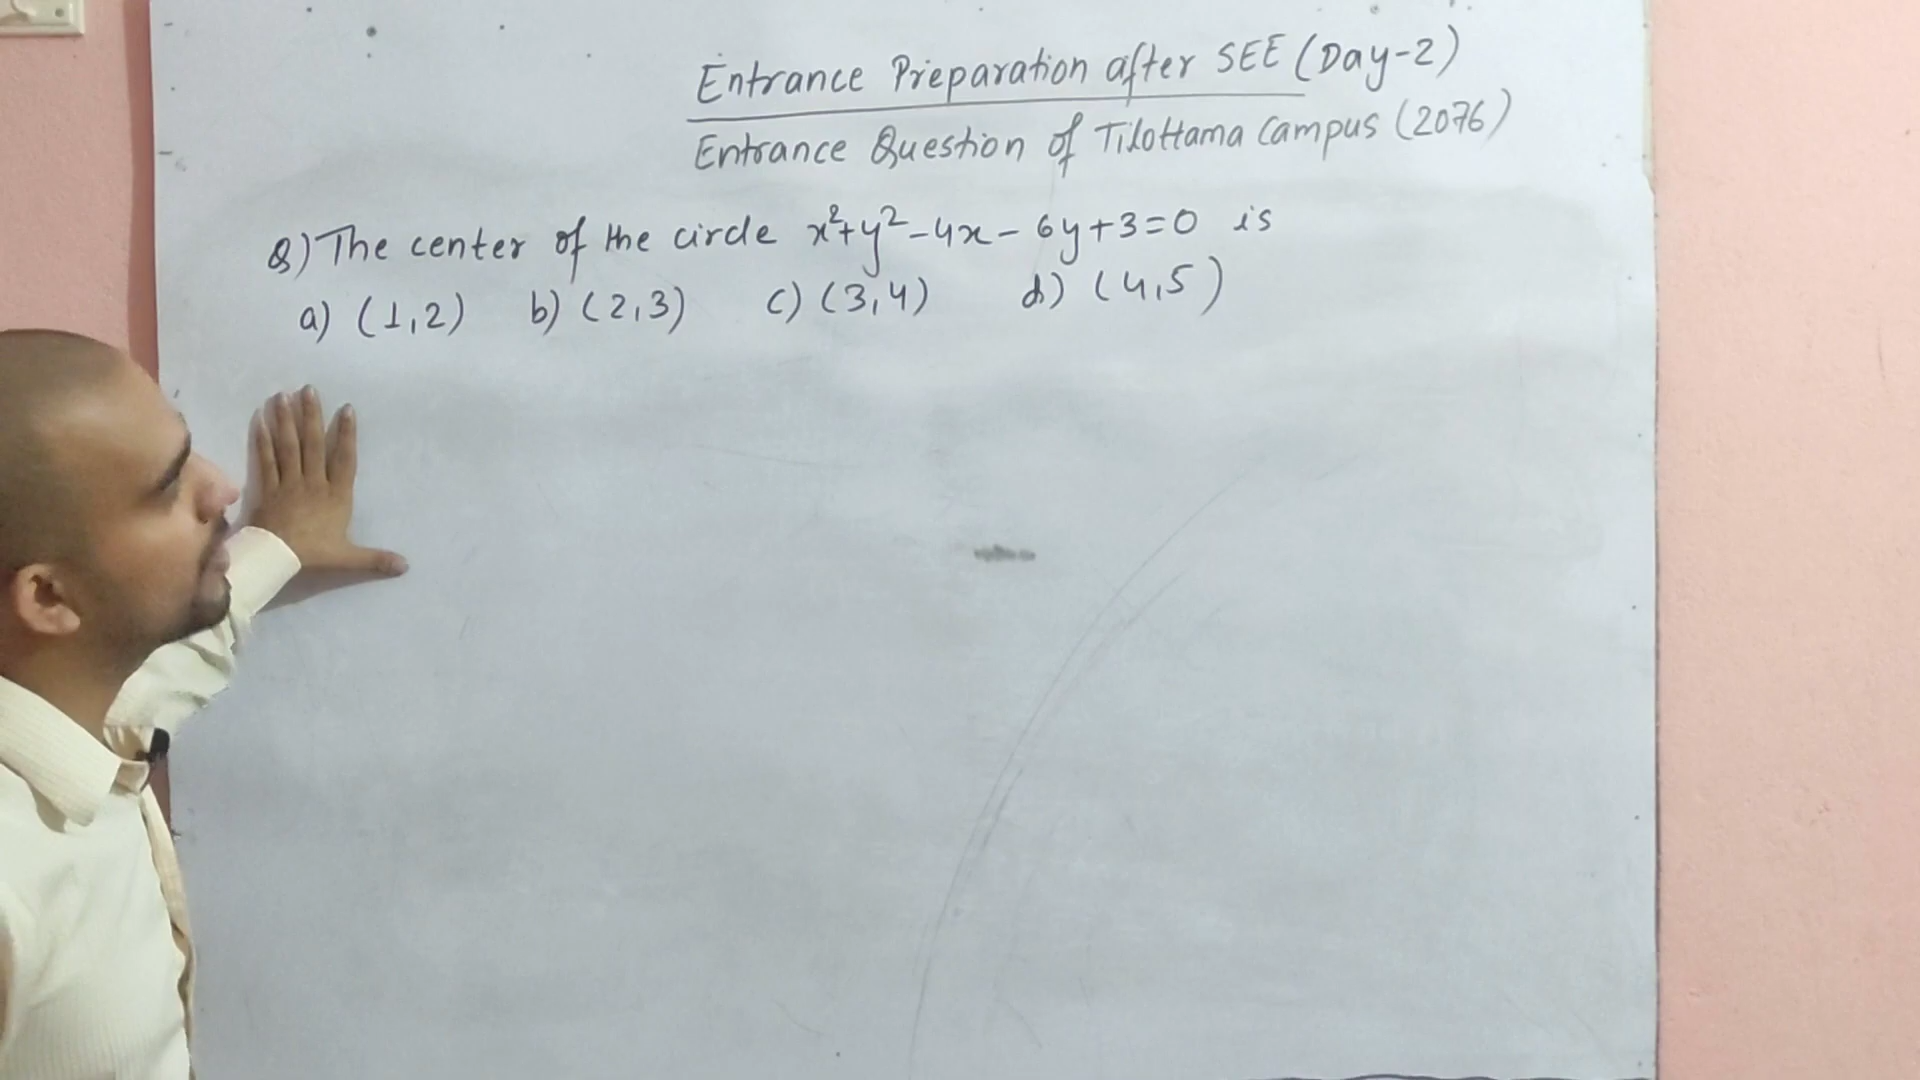 Entrance Preparation after SEE (Day-2)
Entrance Question of Tilottama Campus (2076)
Q) The center of the circle x²+y²-4x-6y+3=0 is
a) (1,2) b) (2,3) c) (3,4) d) (4,5)